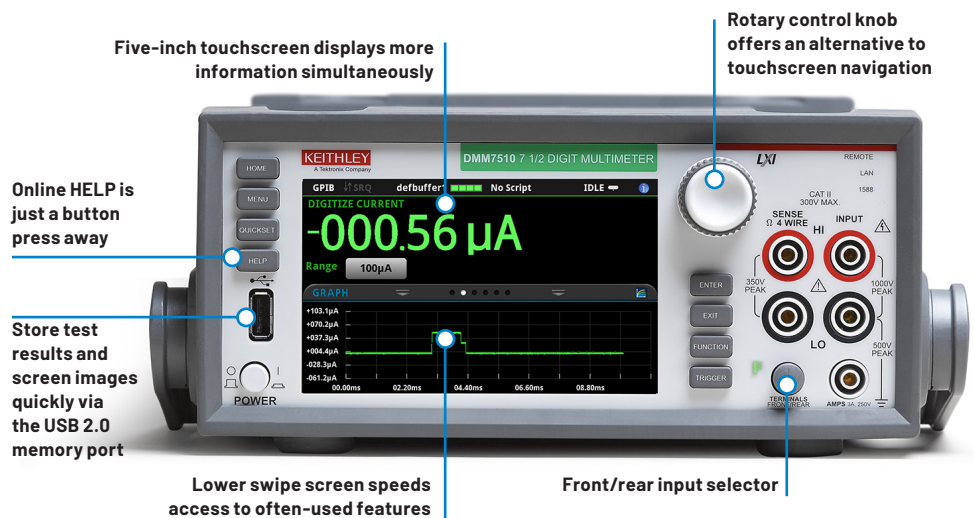 Five-inch touchscreen displays more
information simultaneously
Rotary control knob
offers an alternative to
touchscreen navigation
Online HELP is
just a button
press away
Store test
results and
screen images
quickly via
the USB 2.0
memory port
Lower swipe screen speeds
access to often-used features
Front/rear input selector
HOME
MENU
QUICKSET
HELP
POWER
KEITHLEY
A Tektronix Company
DMM7510 7 1/2 DIGIT MULTIMETER
GPIB SRQ defbuffer1 No Script IDLE
DIGITIZE CURRENT
-000.56 µA
Range 100µA
GRAPH
+103.1µA
+070.2µA
+037.3µA
+004.4µA
-028.3µA
-061.2µA
00.00ms 02.20ms 04.40ms 06.60ms 08.80ms
ENTER
EXIT
FUNCTION
TRIGGER
LXI
REMOTE
LAN
1588
CAT II
300V MAX.
SENSE
Ω 4 WIRE
INPUT
HI
350V
PEAK
1000V
PEAK
LO
500V
PEAK
F
TERMINALS
FRONT/REAR
AMPS 3A, 250V